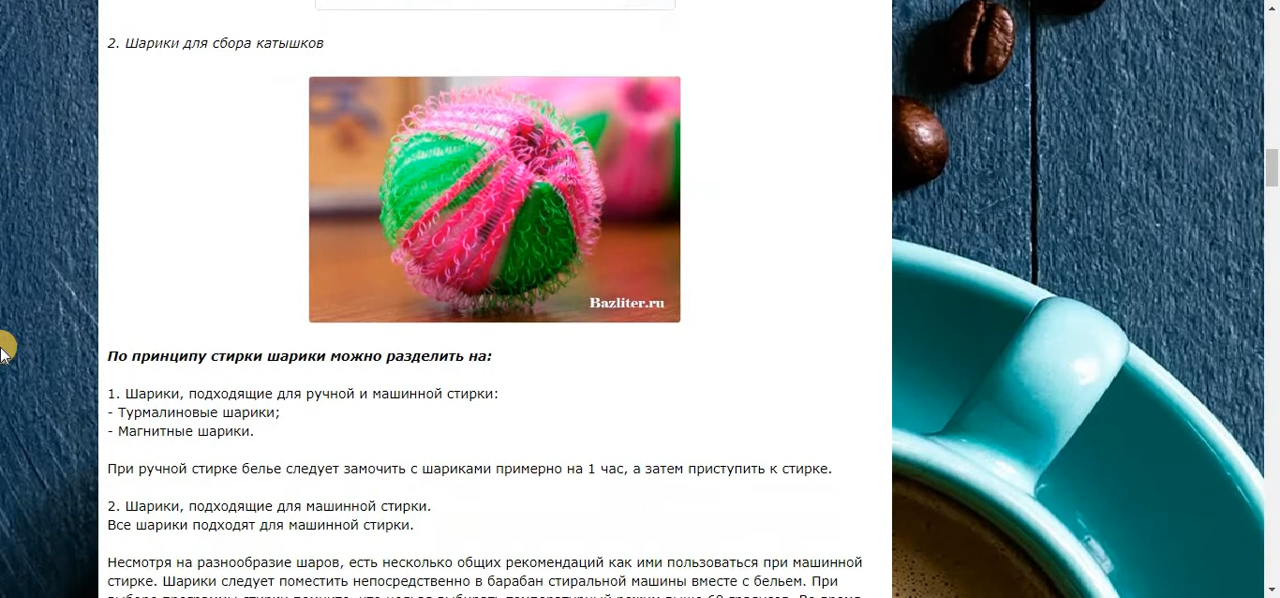 2. Шарики для сбора катышков
Bazliter.ru
По принципу стирки шарики можно разделить на:
1. Шарики, подходящие для ручной и машинной стирки:
- Турмалиновые шарики;
- Магнитные шарики.
При ручной стирке белье следует замочить с шариками примерно на 1 час, а затем приступить к стирке.
2. Шарики, подходящие для машинной стирки.
Все шарики подходят для машинной стирки.
Несмотря на разнообразие шаров, есть несколько общих рекомендаций как ими пользоваться при машинной
стирке. Шарики следует поместить непосредственно в барабан стиральной машины вместе с бельем. При